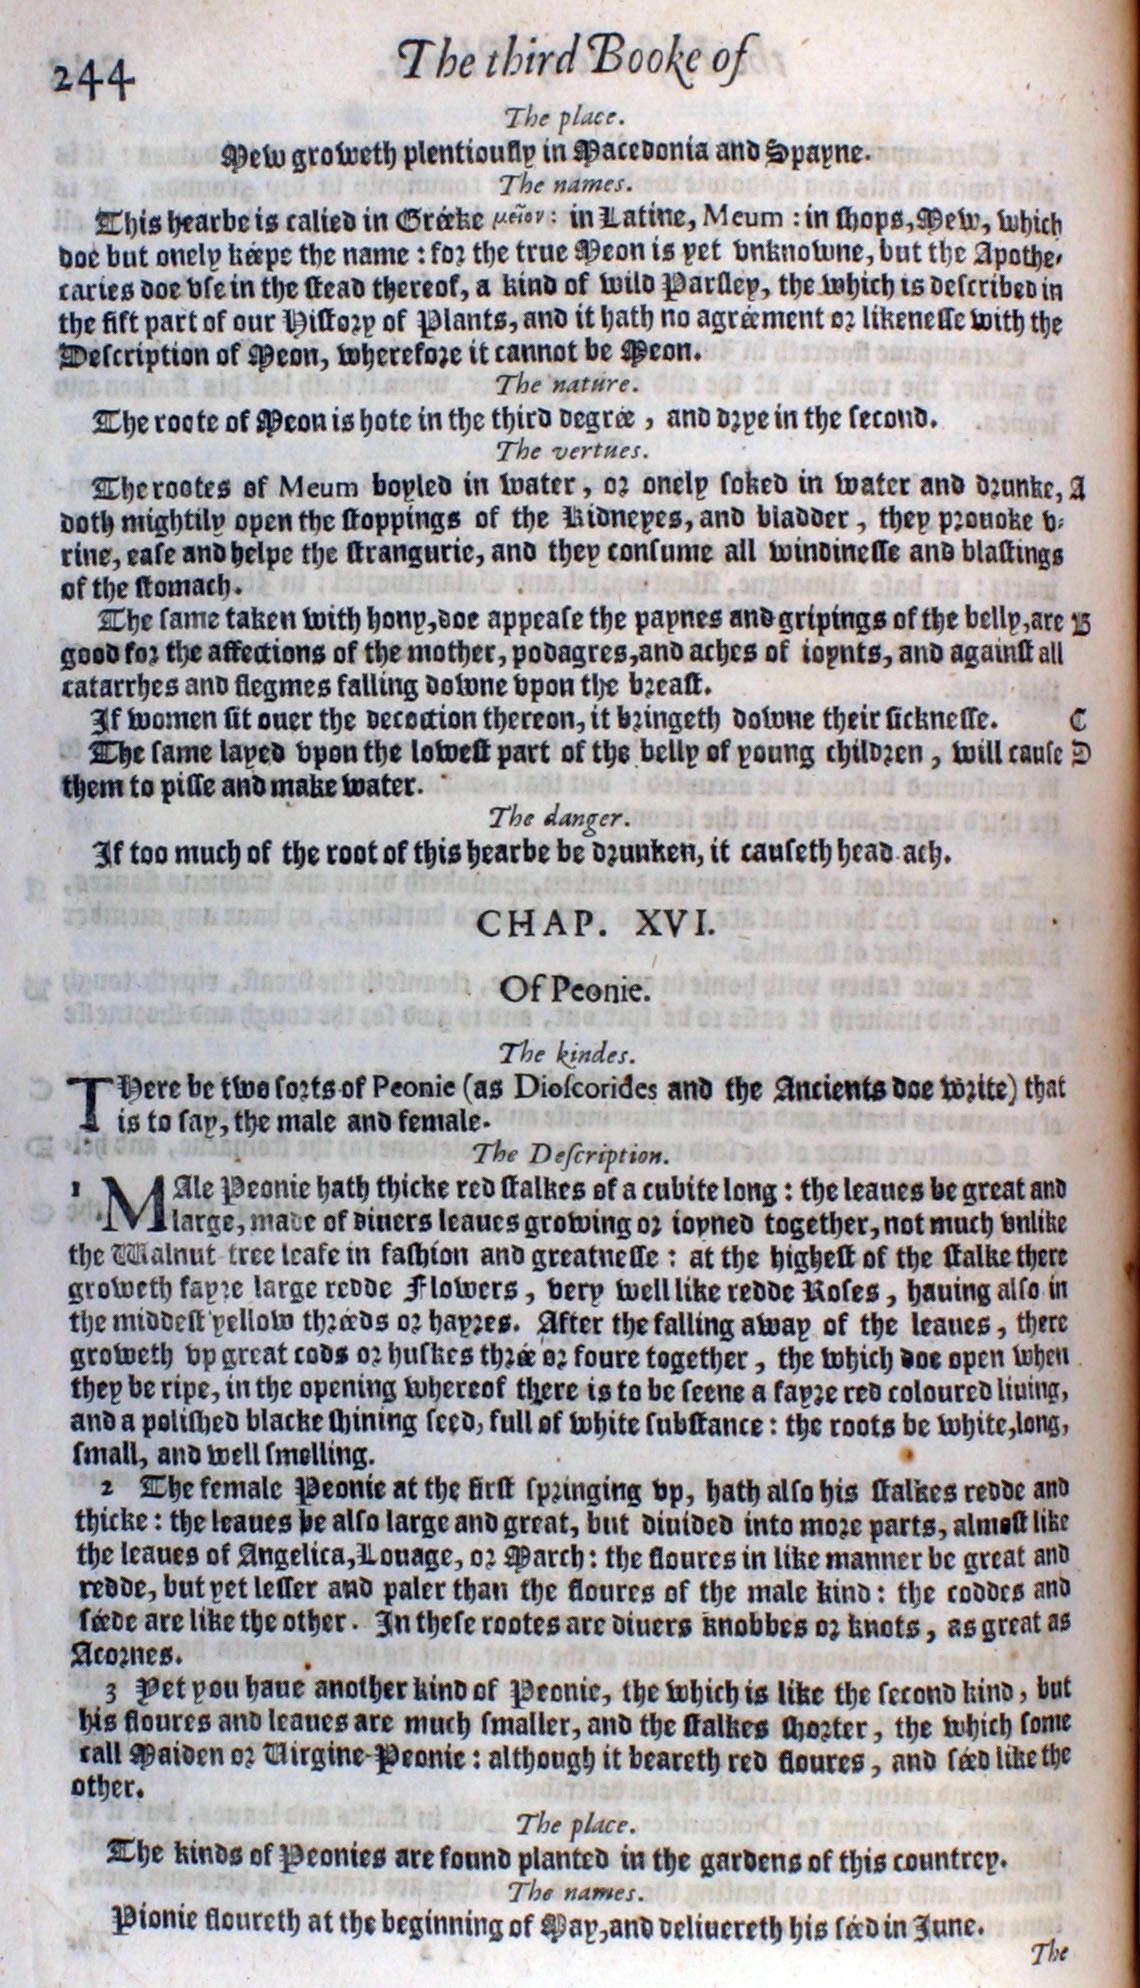 244
The third Booke of
The place.
Mew groweth plentiously in Macedonia and Spayne.
The names.
This hearbe is called in Gréeke μεῖον: in Latine, Meum : in shops, Mew, which
doe but onely kéepe the name : for the true Meon is yet vnknowne, but the Apothe-
caries doe vse in the stead thereof, a kind of wild Parsley, the which is described in
the fift part of our History of Plants, and it hath no agréement or likenesse with the
Description of Meon, wherefore it cannot be Meon.
The nature.
The roote of Meon is hote in the third degrée , and drye in the second.
The vertues.
The rootes of Meum boyled in water , or onely soked in water and drunke, A
doth mightily open the stoppings of the Kidneyes, and bladder , they prouoke v-
rine, ease and helpe the strangurie, and they consume all windinesse and blastings
of the stomach.
The same taken with hony, doe appease the paynes and gripings of the belly, are B
good for the affections of the mother, podagres, and aches of ioynts, and against all
catarrhes and flegmes falling downe vpon the breast.
If women sit ouer the decoction thereon, it bringeth downe their sicknesse. C
The same layed vpon the lowest part of the belly of young children , will cause D
them to pisse and make water.
The danger.
If too much of the root of this hearbe be drunken, it causeth head ach.
CHAP. XVI.
Of Peonie.
The kindes.
THere be two sorts of Peonie (as Dioscorides and the Ancients doe write) that
is to say, the male and female.
The Description.
1 MAle Peonie hath thicke red stalkes of a cubite long : the leaues be great and
large, made of diuers leaues growing or ioyned together, not much vnlike
the Walnut tree leafe in fashion and greatnesse : at the highest of the stalke there
groweth fayre large redde Flowers , very well like redde Roses , hauing also in
the middest yellow thréeds or hayres. After the falling away of the leaues , there
groweth vp great cods or huskes thrée or foure together , the which doe open when
they be ripe, in the opening whereof there is to be seene a fayre red coloured lining,
and a polished blacke shining seed, full of white substance : the roots be white, long,
small, and well smelling.
2 The female Peonie at the first springing vp, hath also his stalkes redde and
thicke : the leaues be also large and great, but diuided into more parts, almost like
the leaues of Angelica, Louage, or March : the floures in like manner be great and
redde, but yet lesser and paler than the floures of the male kind : the coddes and
séede are like the other. In these rootes are diuers knobbes or knots , as great as
Acornes.
3 Yet you haue another kind of Peonie, the which is like the second kind, but
his floures and leaues are much smaller, and the stalkes shorter , the which some
call Maiden or Virgine-Peonie : although it beareth red floures , and séed like the
other.
The place.
The kinds of Peonies are found planted in the gardens of this countrey.
The names.
Pionie floureth at the beginning of May, and deliuereth his séed in June.
The